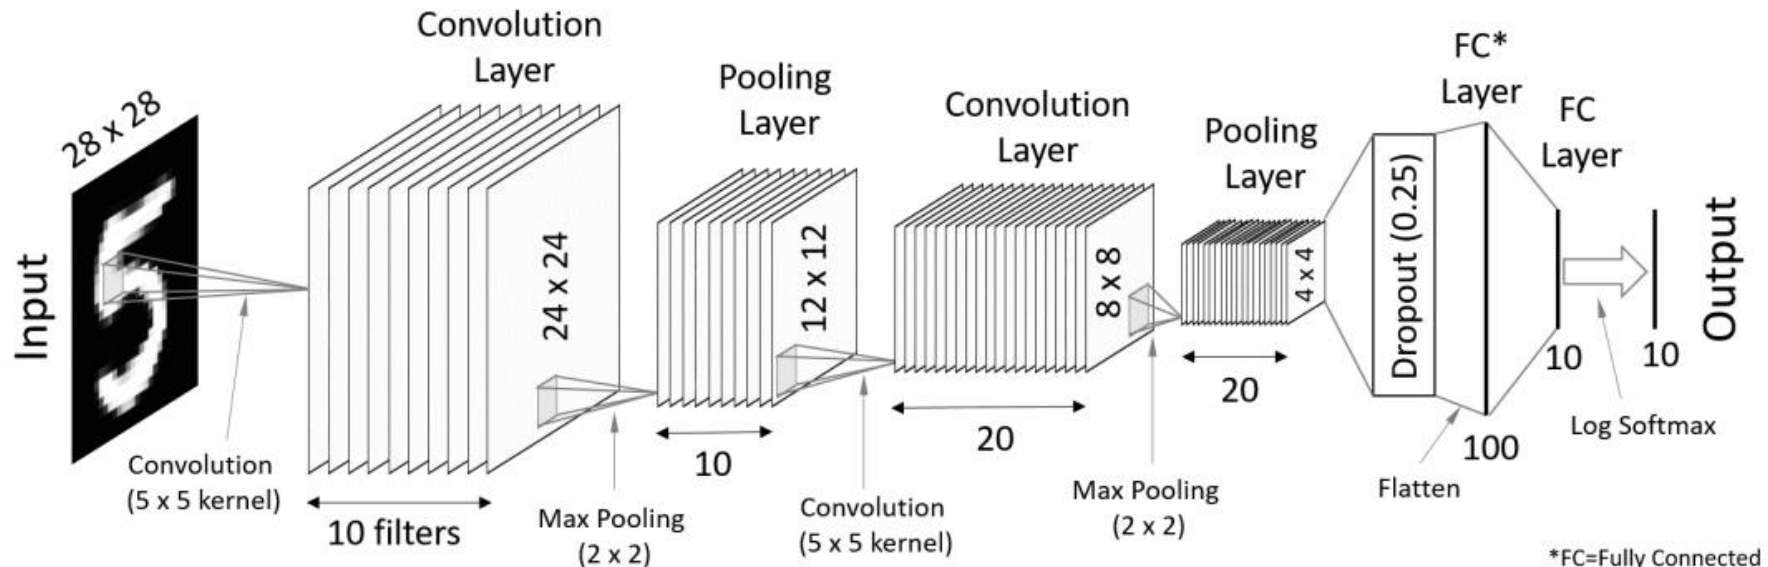 Input
28 x 28
Convolution
(5 x 5 kernel)
Convolution
Layer
24 x 24
10 filters
Max Pooling
(2 x 2)
Pooling
Layer
12 x 12
10
Convolution
(5 x 5 kernel)
Convolution
Layer
8 x 8
20
Max Pooling
(2 x 2)
Pooling
Layer
4 x 4
20
Dropout (0.25)
Flatten
FC*
Layer
100
FC
Layer
10
Log Softmax
10
Output
*FC=Fully Connected